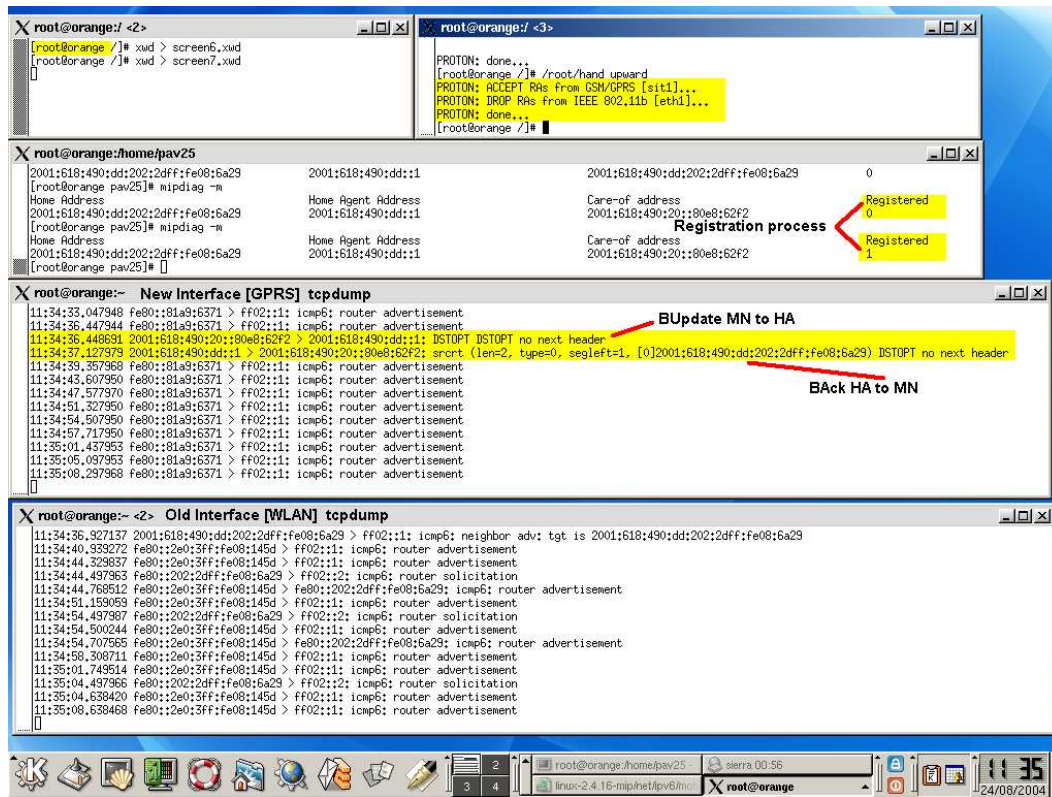 root@orange:/ <2>
[root@orange /]# xwd > screen6.xwd
[root@orange /]# xwd > screen7.xwd
root@orange:/ <3>
PROTON: done...
[root@orange /]# /root/hand upward
PROTON: ACCEPT RAs from GSM/GPRS [sit1]...
PROTON: DROP RAs from IEEE 802.11b [eth1]...
PROTON: done...
[root@orange /]#
root@orange:/home/pav25
2001:618:490:dd:202:2dff:fe08:6a29 2001:618:490:dd::1 2001:618:490:dd:202:2dff:fe08:6a29 0
[root@orange pav25]# mipdiag -m
Home Address Home Agent Address Care-of address Registered
2001:618:490:dd:202:2dff:fe08:6a29 2001:618:490:dd::1 2001:618:490:20::80e8:62f2 0
[root@orange pav25]# mipdiag -m
Registration process
Home Address Home Agent Address Care-of address Registered
2001:618:490:dd:202:2dff:fe08:6a29 2001:618:490:dd::1 2001:618:490:20::80e8:62f2 1
[root@orange pav25]#
root@orange:~ New Interface [GPRS] tcpdump
11:34:33.047948 fe80::81a9:6371 > ff02::1: icmp6: router advertisement
11:34:36.447944 fe80::81a9:6371 > ff02::1: icmp6: router advertisement
BUpdate MN to HA
11:34:36.448691 2001:618:490:20::80e8:62f2 > 2001:618:490:dd::1: DSTOPT DSTOPT no next header
11:34:37.127979 2001:618:490:dd::1 > 2001:618:490:20::80e8:62f2: srcrt (len=2, type=0, segleft=1, [0]2001:618:490:dd:202:2dff:fe08:6a29) DSTOPT no next header
11:34:39.357968 fe80::81a9:6371 > ff02::1: icmp6: router advertisement
11:34:43.607950 fe80::81a9:6371 > ff02::1: icmp6: router advertisement
BAck HA to MN
11:34:47.577970 fe80::81a9:6371 > ff02::1: icmp6: router advertisement
11:34:51.327950 fe80::81a9:6371 > ff02::1: icmp6: router advertisement
11:34:54.507950 fe80::81a9:6371 > ff02::1: icmp6: router advertisement
11:34:57.717950 fe80::81a9:6371 > ff02::1: icmp6: router advertisement
11:35:01.437953 fe80::81a9:6371 > ff02::1: icmp6: router advertisement
11:35:05.097953 fe80::81a9:6371 > ff02::1: icmp6: router advertisement
11:35:08.297968 fe80::81a9:6371 > ff02::1: icmp6: router advertisement
root@orange:~ <2> Old Interface [WLAN] tcpdump
11:34:36.927137 2001:618:490:dd:202:2dff:fe08:6a29 > ff02::1: icmp6: neighbor adv: tgt is 2001:618:490:dd:202:2dff:fe08:6a29
11:34:40.939272 fe80::2e0:3ff:fe08:145d > ff02::1: icmp6: router advertisement
11:34:44.329837 fe80::2e0:3ff:fe08:145d > ff02::1: icmp6: router advertisement
11:34:44.497963 fe80::202:2dff:fe08:6a29 > ff02::2: icmp6: router solicitation
11:34:44.768512 fe80::2e0:3ff:fe08:145d > fe80::202:2dff:fe08:6a29: icmp6: router advertisement
11:34:51.159059 fe80::2e0:3ff:fe08:145d > ff02::1: icmp6: router advertisement
11:34:54.497987 fe80::202:2dff:fe08:6a29 > ff02::2: icmp6: router solicitation
11:34:54.500244 fe80::2e0:3ff:fe08:145d > ff02::1: icmp6: router advertisement
11:34:54.707565 fe80::2e0:3ff:fe08:145d > fe80::202:2dff:fe08:6a29: icmp6: router advertisement
11:34:58.308711 fe80::2e0:3ff:fe08:145d > ff02::1: icmp6: router advertisement
11:35:01.749514 fe80::2e0:3ff:fe08:145d > ff02::1: icmp6: router advertisement
11:35:04.497966 fe80::202:2dff:fe08:6a29 > ff02::2: icmp6: router solicitation
11:35:04.638420 fe80::2e0:3ff:fe08:145d > ff02::1: icmp6: router advertisement
11:35:08.638468 fe80::2e0:3ff:fe08:145d > ff02::1: icmp6: router advertisement
2
3 4
root@orange:/home/pav25 - sierra 00:56
linux-2.4.16-mip/net/ipv6/mo root@orange
11 35
24/08/2004